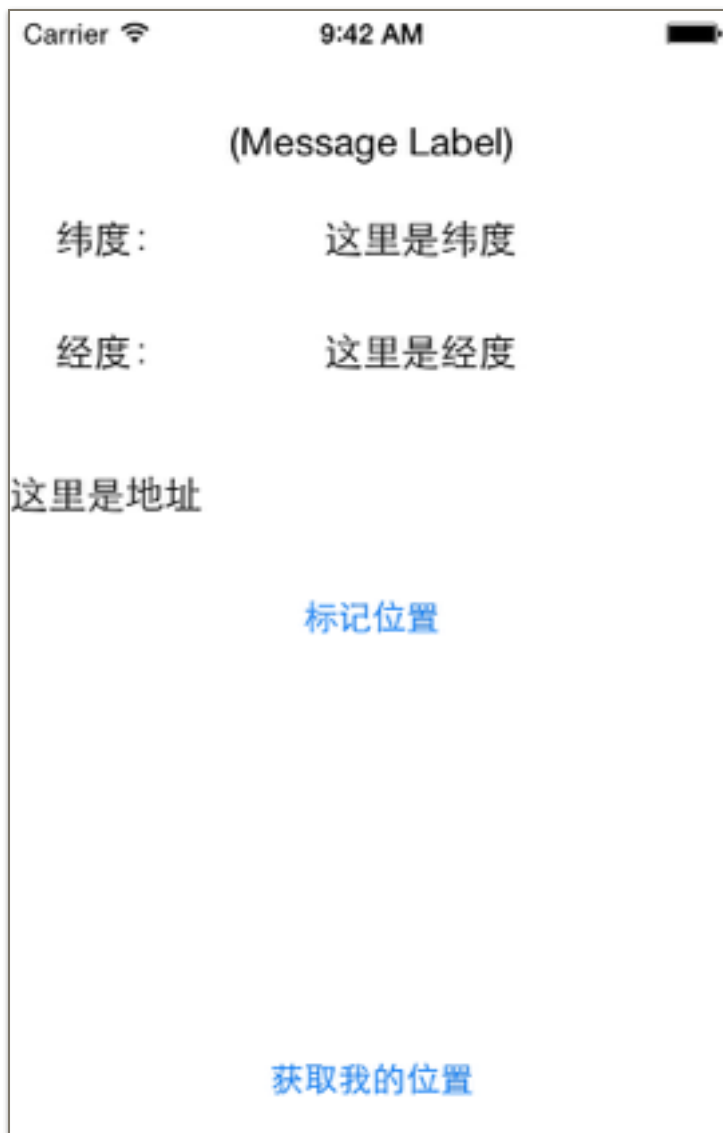 Carrier 9:42 AM
(Message Label)
纬度： 这里是纬度
经度： 这里是经度
这里是地址
标记位置
获取我的位置